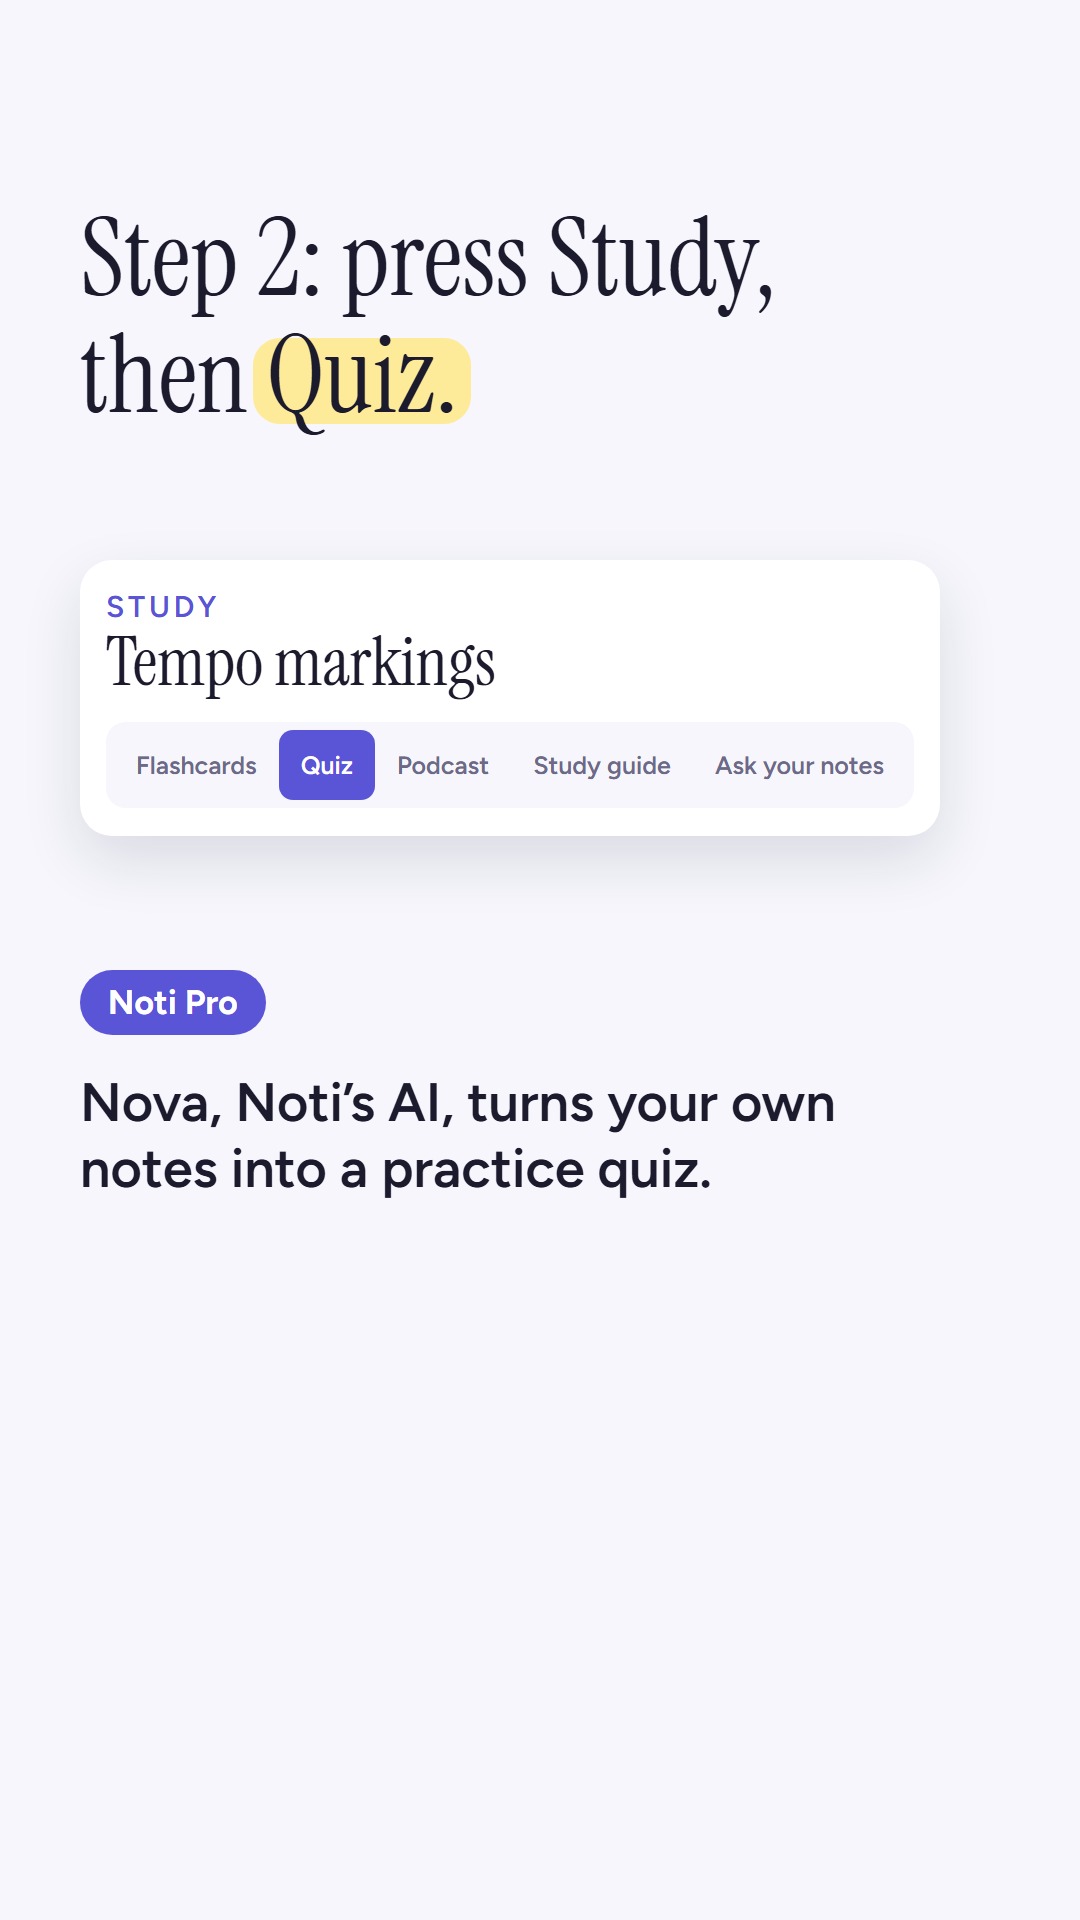 Step 2: press Study,
then Quiz.
STUDY
Tempo markings
Flashcards Quiz Podcast Study guide Ask your notes
Noti Pro
Nova, Noti’s AI, turns your own
notes into a practice quiz.